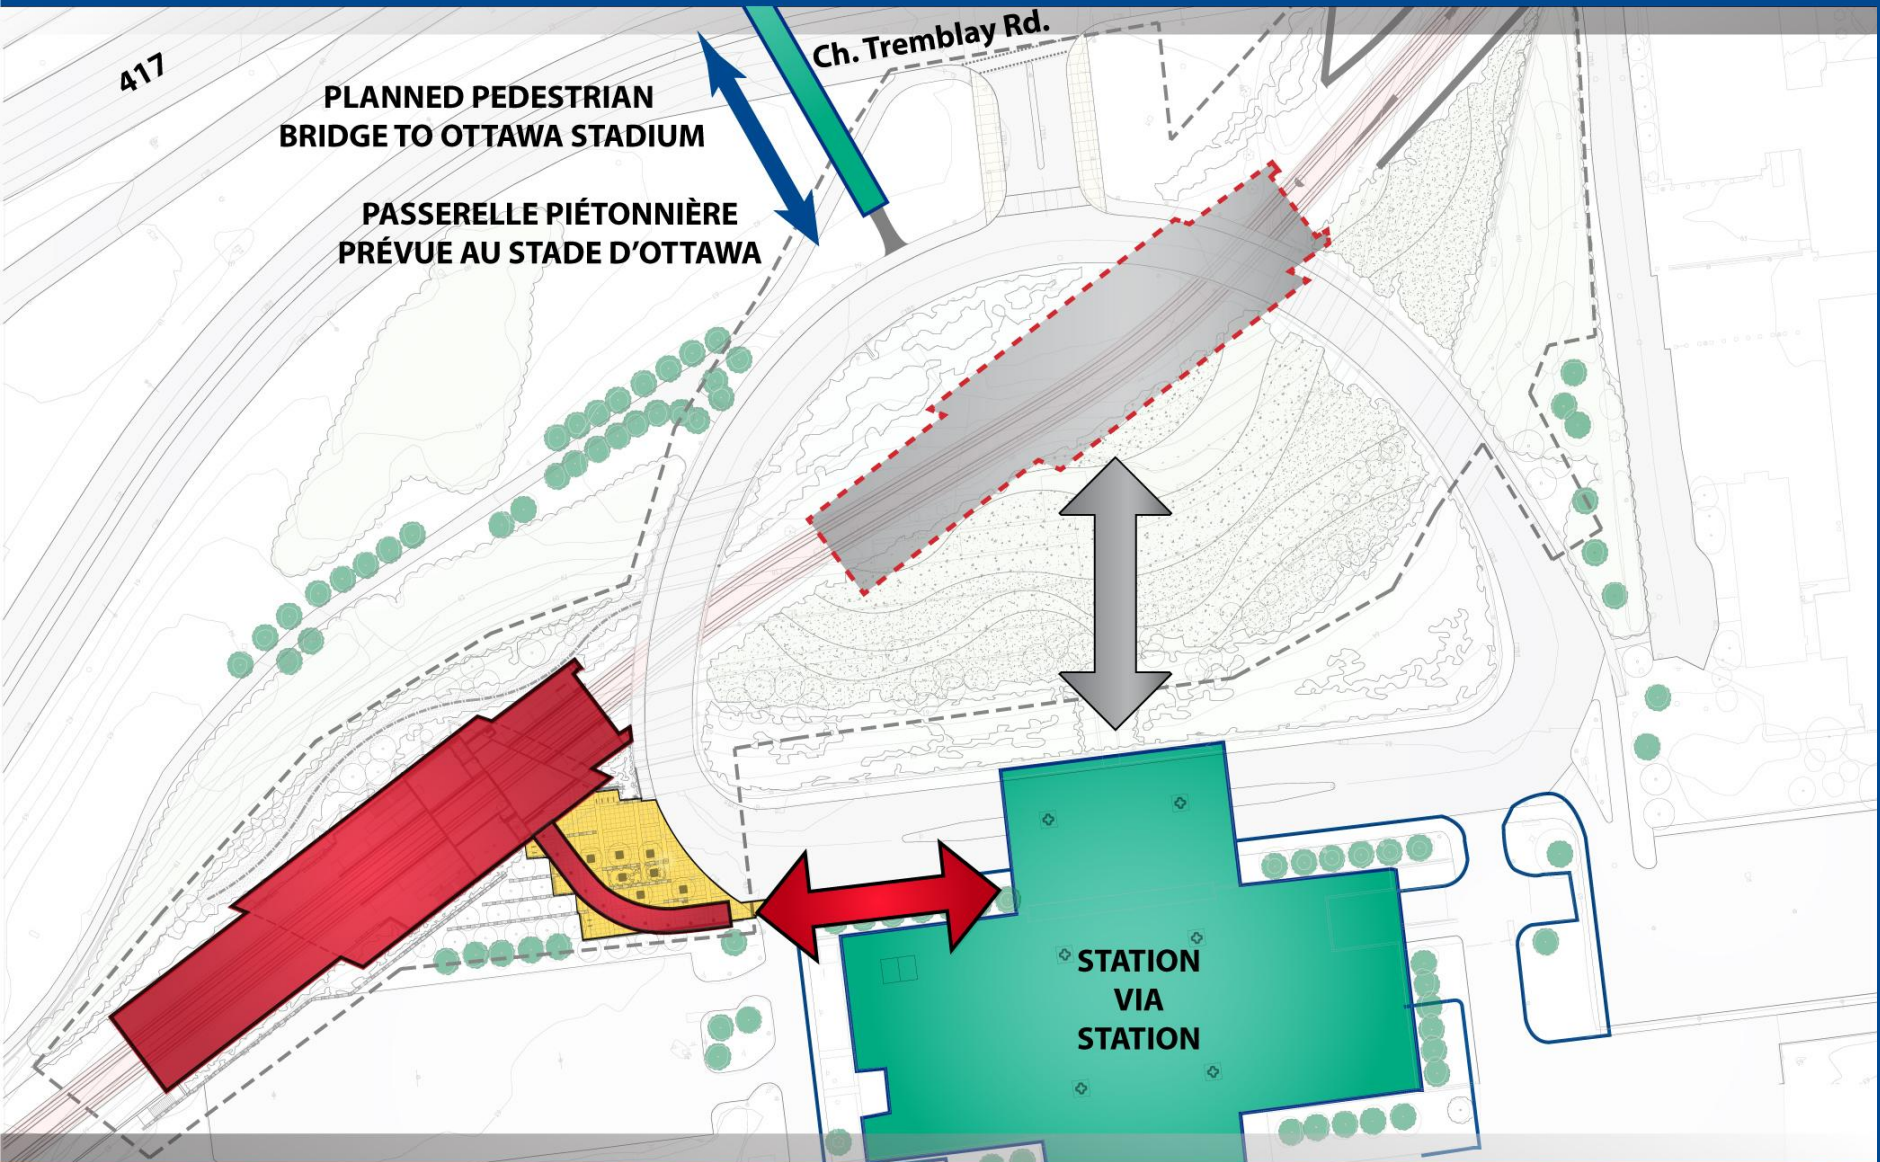 417
Ch. Tremblay Rd.
PLANNED PEDESTRIAN
BRIDGE TO OTTAWA STADIUM
PASSERELLE PIÉTONNIÈRE
PRÉVUE AU STADE D'OTTAWA
STATION
VIA
STATION